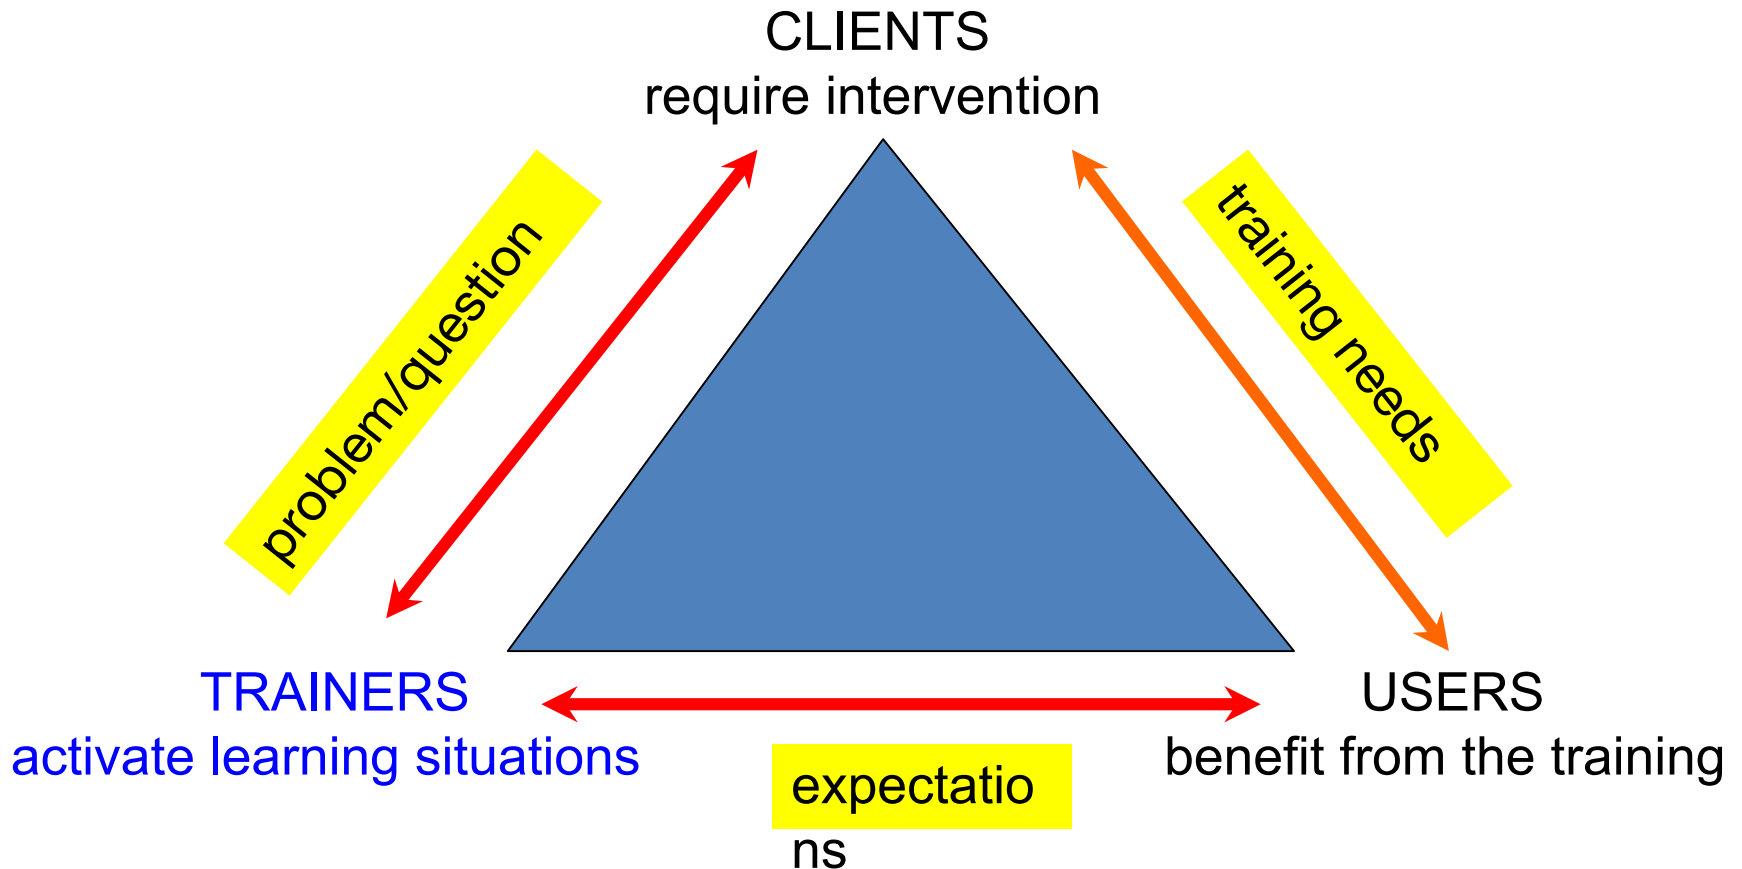 CLIENTS
require intervention
problem/question
training needs
TRAINERS
activate learning situations
USERS
benefit from the training
expectatio
ns